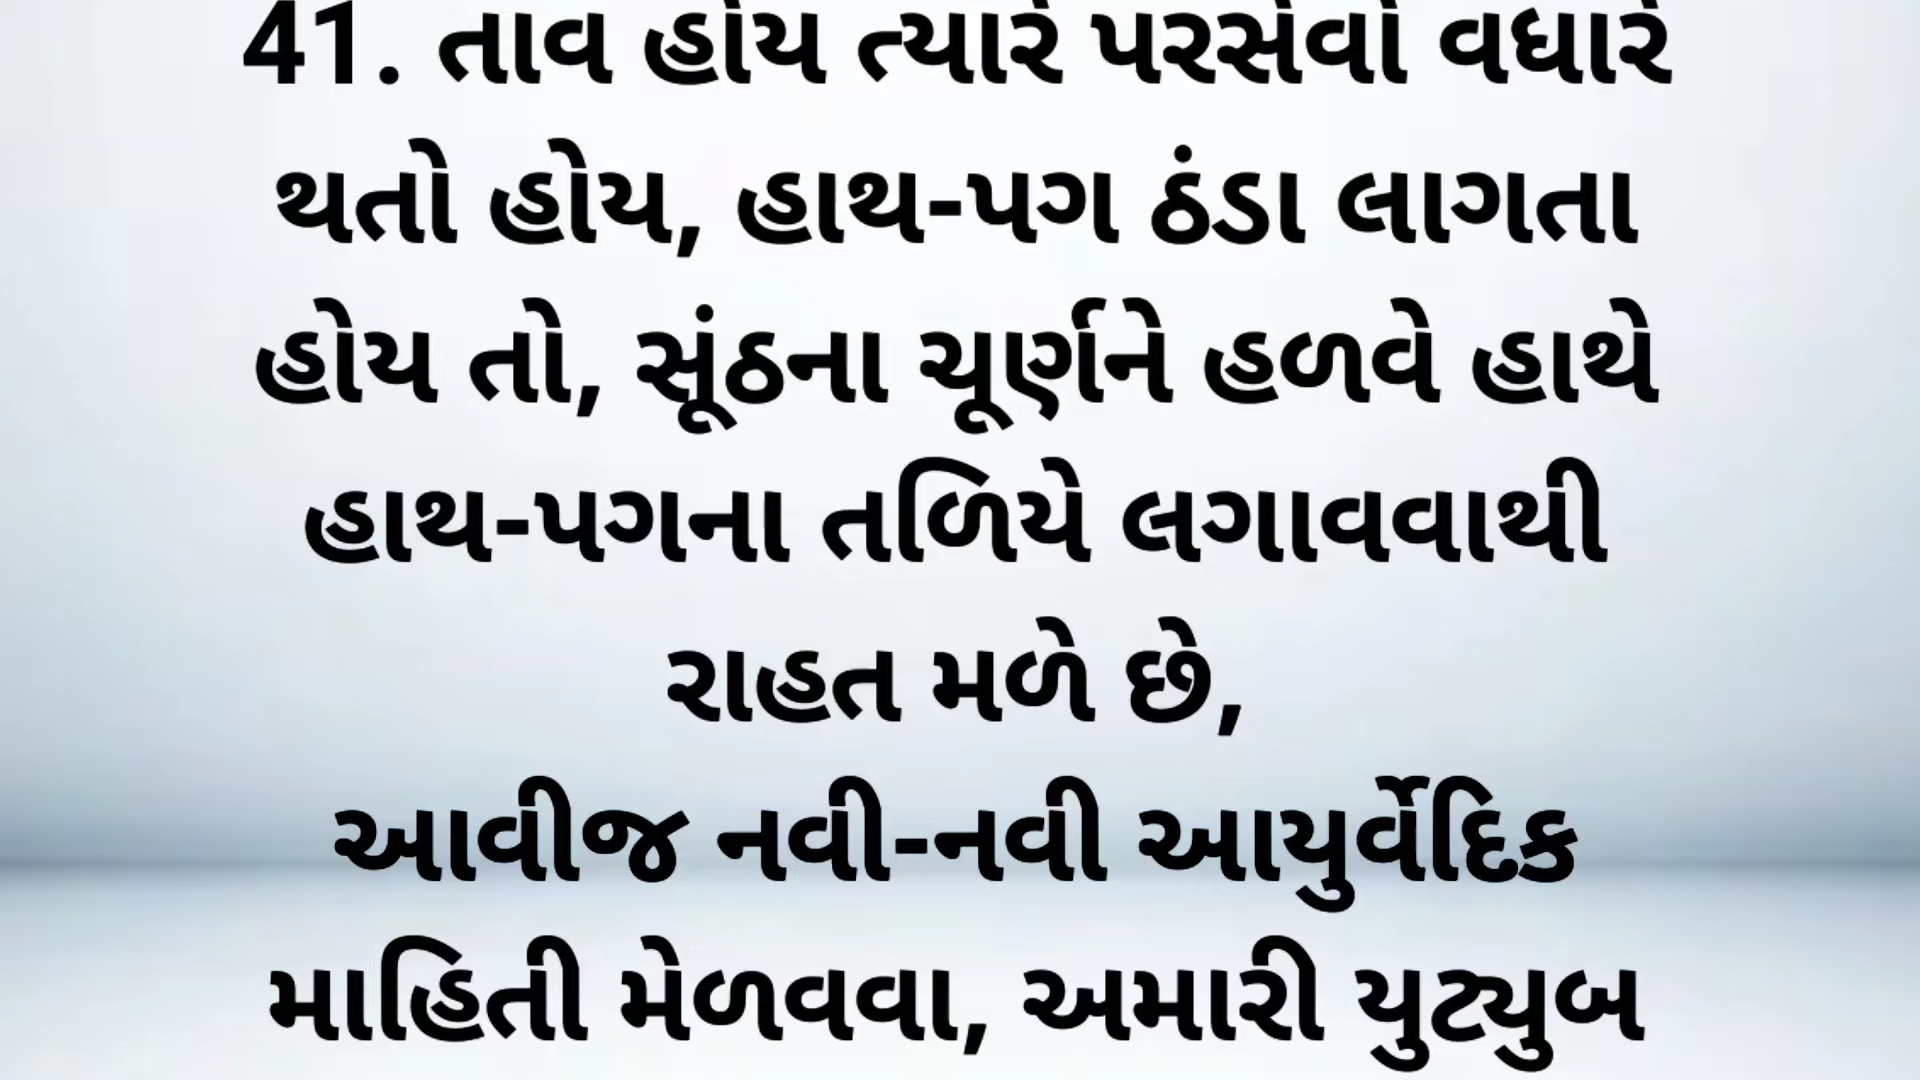 41. તાવ હોય ત્યારે પરસેવો વધારે
થતો હોય, હાથ-પગ ઠંડા લાગતા
હોય તો, સૂંઠના ચૂર્ણને હળવે હાથે
હાથ-પગના તળિયે લગાવવાથી
રાહત મળે છે,
આવીજ નવી-નવી આયુર્વેદિક
માહિતી મેળવવા, અમારી યુટ્યુબ